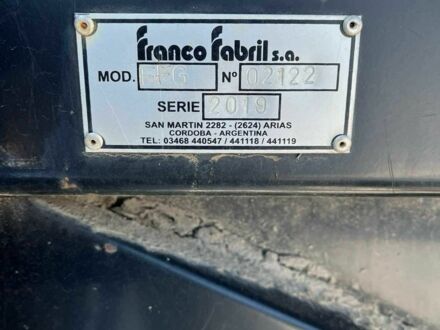 Franco Fabril s.a.
MOD. Nº 02122
SERIE 2019
SAN MARTIN 2282 - (2624) ARIAS
CORDOBA - ARGENTINA
TEL: 03468 440547 / 441118 / 441119